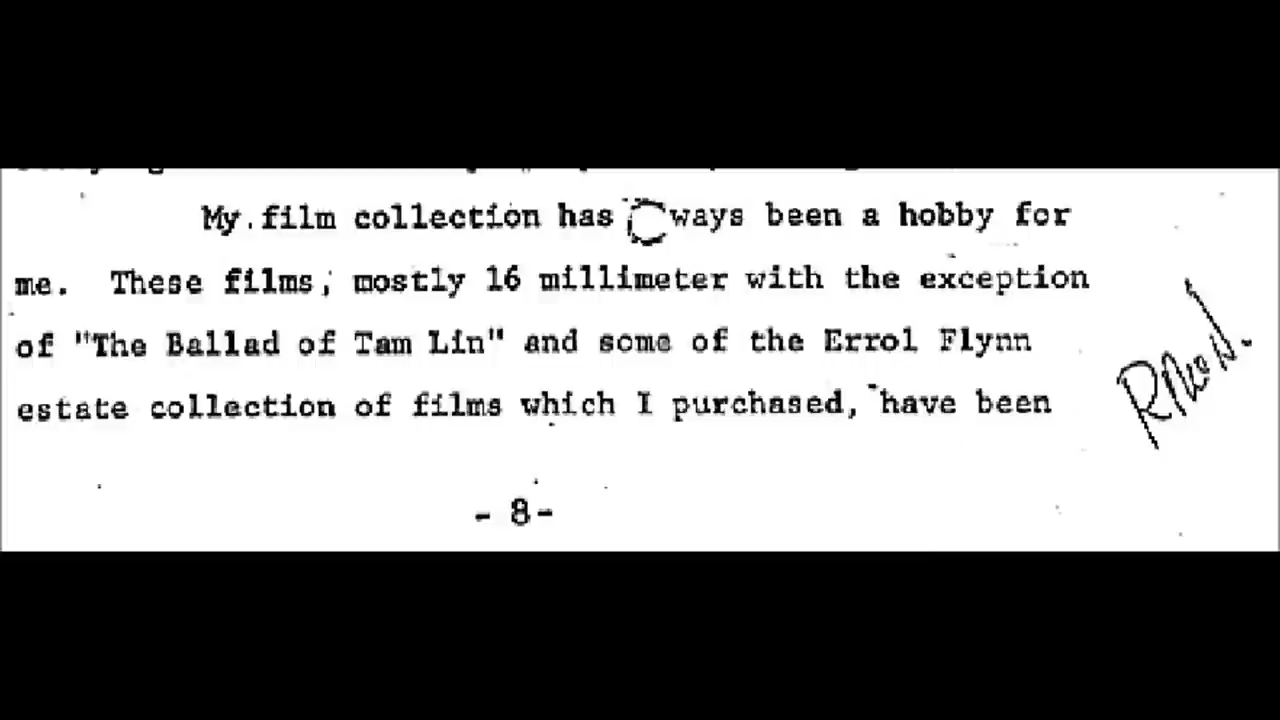 My film collection has ways been a hobby for
me. These films, mostly 16 millimeter with the exception
of "The Ballad of Tam Lin" and some of the Errol Flynn
estate collection of films which I purchased, have been
- 8 -